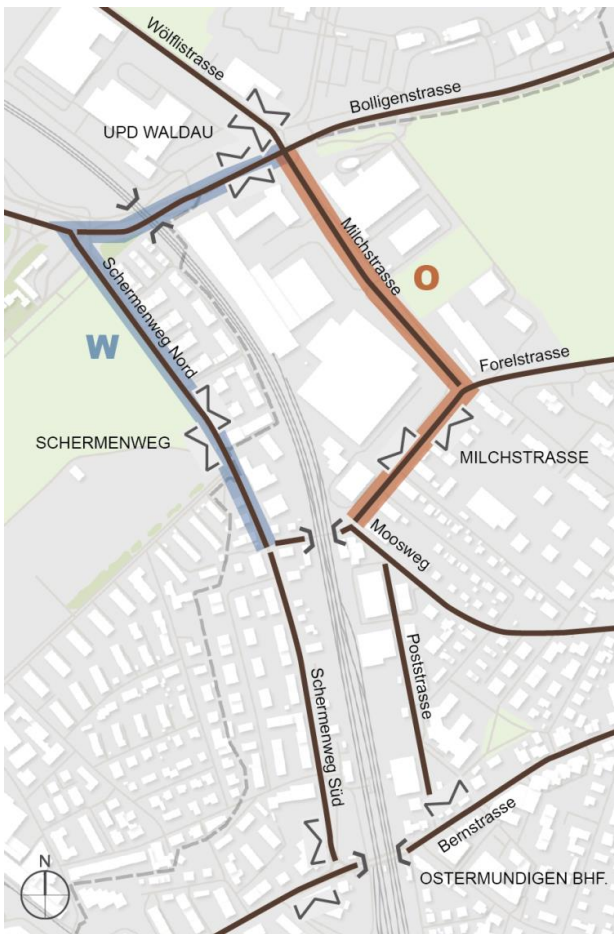 Wölflistrasse
Bolligenstrasse
UPD WALDAU
Milchstrasse
O
Schermenweg Nord
W
Forelstrasse
SCHERMENWEG
MILCHSTRASSE
Moosweg
Poststrasse
Schermenweg Süd
Bernstrasse
N
OSTERMUNDIGEN BHF.